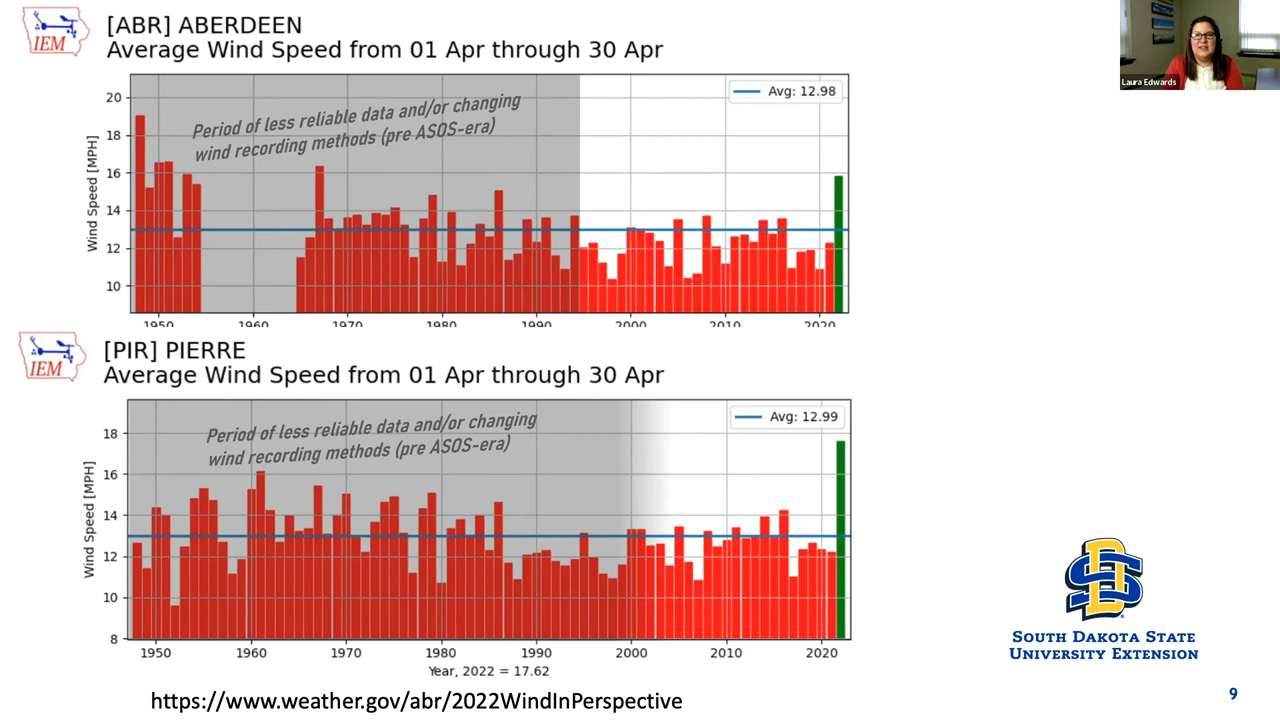 IEM
[ABR] ABERDEEN
Average Wind Speed from 01 Apr through 30 Apr
Laura Edwards
Avg: 12.98
Period of less reliable data and/or changing
wind recording methods (pre ASOS-era)
Wind Speed [MPH]
20
18
16
14
12
10
1950 1960 1970 1980 1990 2000 2010 2020
IEM
[PIR] PIERRE
Average Wind Speed from 01 Apr through 30 Apr
Avg: 12.99
Period of less reliable data and/or changing
wind recording methods (pre ASOS-era)
Wind Speed [MPH]
18
16
14
12
10
8
1950 1960 1970 1980 1990 2000 2010 2020
Year, 2022 = 17.62
SD
SOUTH DAKOTA STATE
UNIVERSITY EXTENSION
https://www.weather.gov/abr/2022WindInPerspective
9